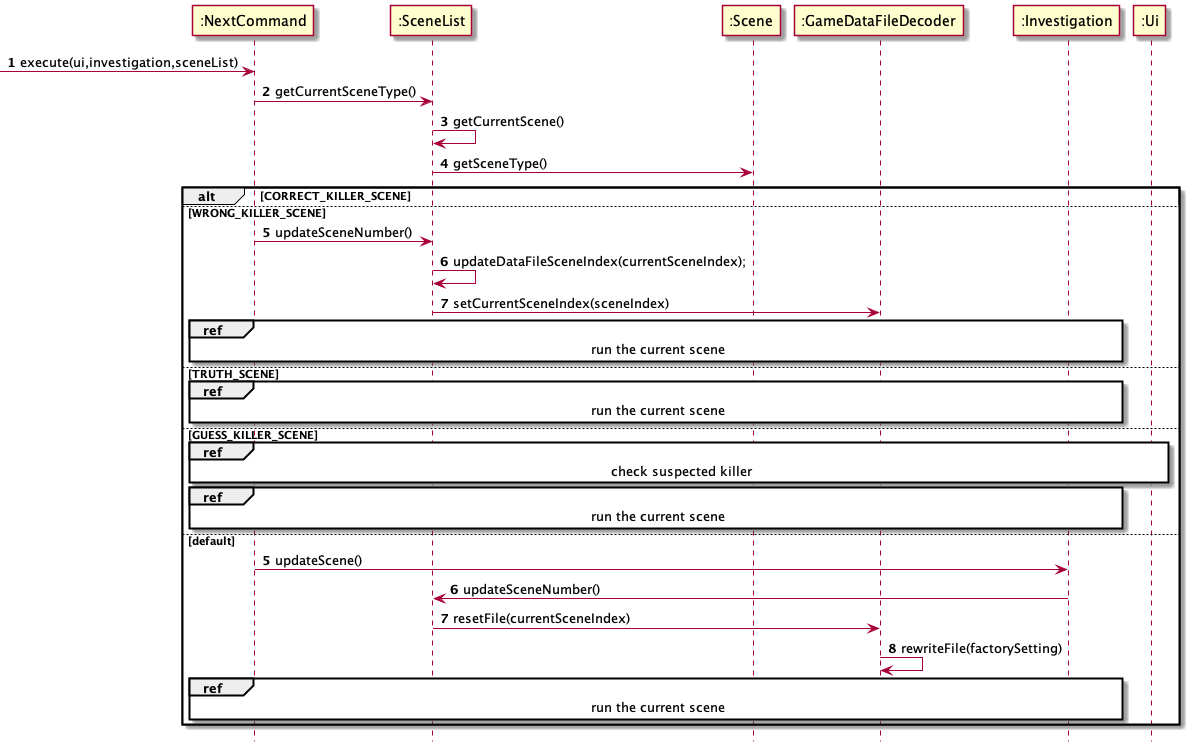 :NextCommand :SceneList :Scene :GameDataFileDecoder :Investigation :Ui
1 execute(ui,investigation,sceneList)
2 getCurrentSceneType()
3 getCurrentScene()
4 getSceneType()
alt [CORRECT_KILLER_SCENE]
[WRONG_KILLER_SCENE]
5 updateSceneNumber()
6 updateDataFileSceneIndex(currentSceneIndex);
7 setCurrentSceneIndex(sceneIndex)
ref
run the current scene
[TRUTH_SCENE]
ref
run the current scene
[GUESS_KILLER_SCENE]
ref
check suspected killer
ref
run the current scene
[default]
5 updateScene()
6 updateSceneNumber()
7 resetFile(currentSceneIndex)
8 rewriteFile(factorySetting)
ref
run the current scene